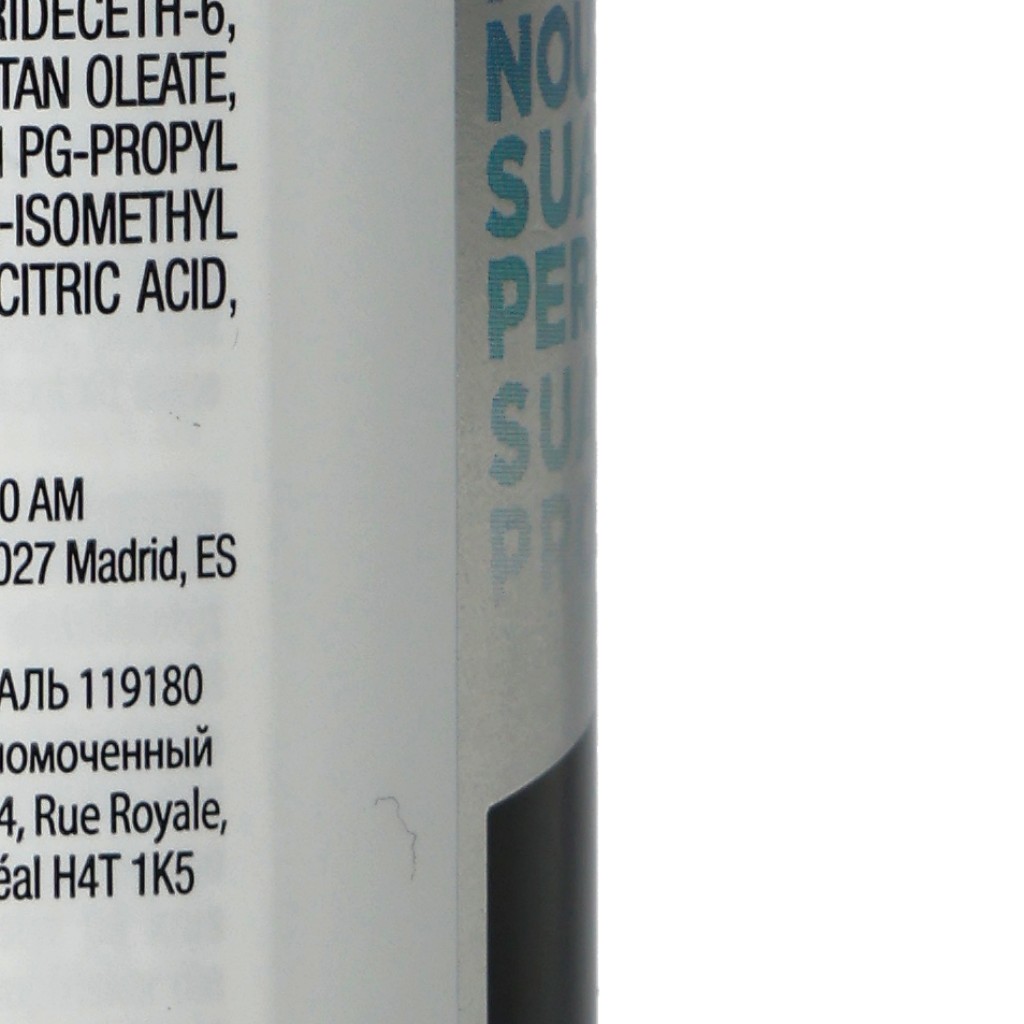 RIDECETH-6,
TAN OLEATE,
PG-PROPYL
-ISOMETHYL
CITRIC ACID,
0 AM
027 Madrid, ES
АЛЬ 119180
номоченный
4, Rue Royale,
éal H4T 1K5
NOU
SUA
PER
SUA
PR